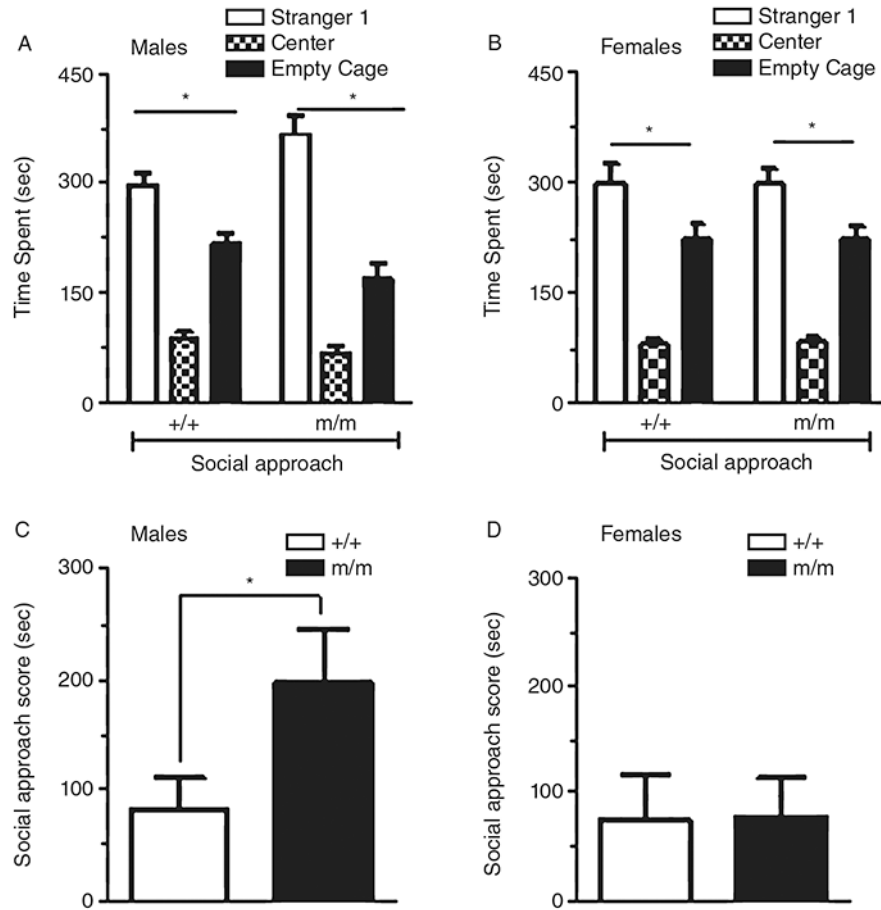 A
Males
Stranger 1
Center
Empty Cage
450
300
150
0
Time Spent (sec)
*
*
+/+
m/m
Social approach
B
Females
Stranger 1
Center
Empty Cage
450
300
150
0
Time Spent (sec)
*
*
+/+
m/m
Social approach
C
Males
+/+
m/m
300
200
100
0
Social approach score (sec)
*
D
Females
+/+
m/m
300
200
100
0
Social approach score (sec)